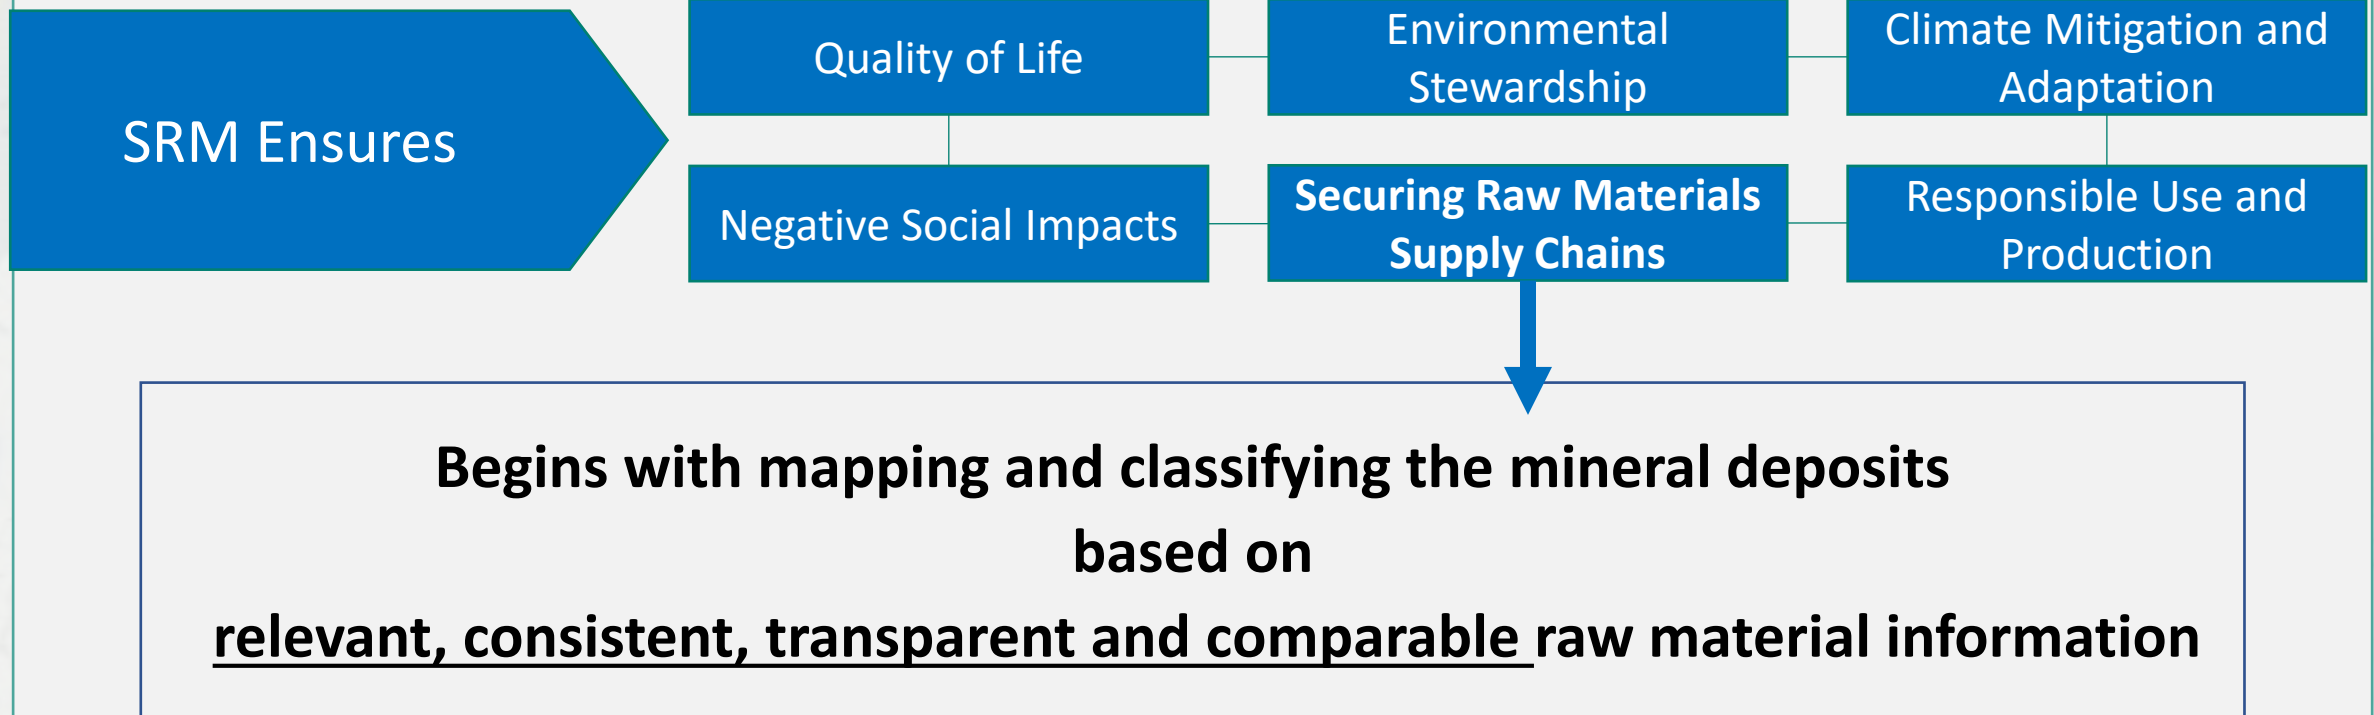 SRM Ensures
Quality of Life
Environmental
Stewardship
Climate Mitigation and
Adaptation
Negative Social Impacts
Securing Raw Materials
Supply Chains
Responsible Use and
Production
Begins with mapping and classifying the mineral deposits
based on
relevant, consistent, transparent and comparable raw material information